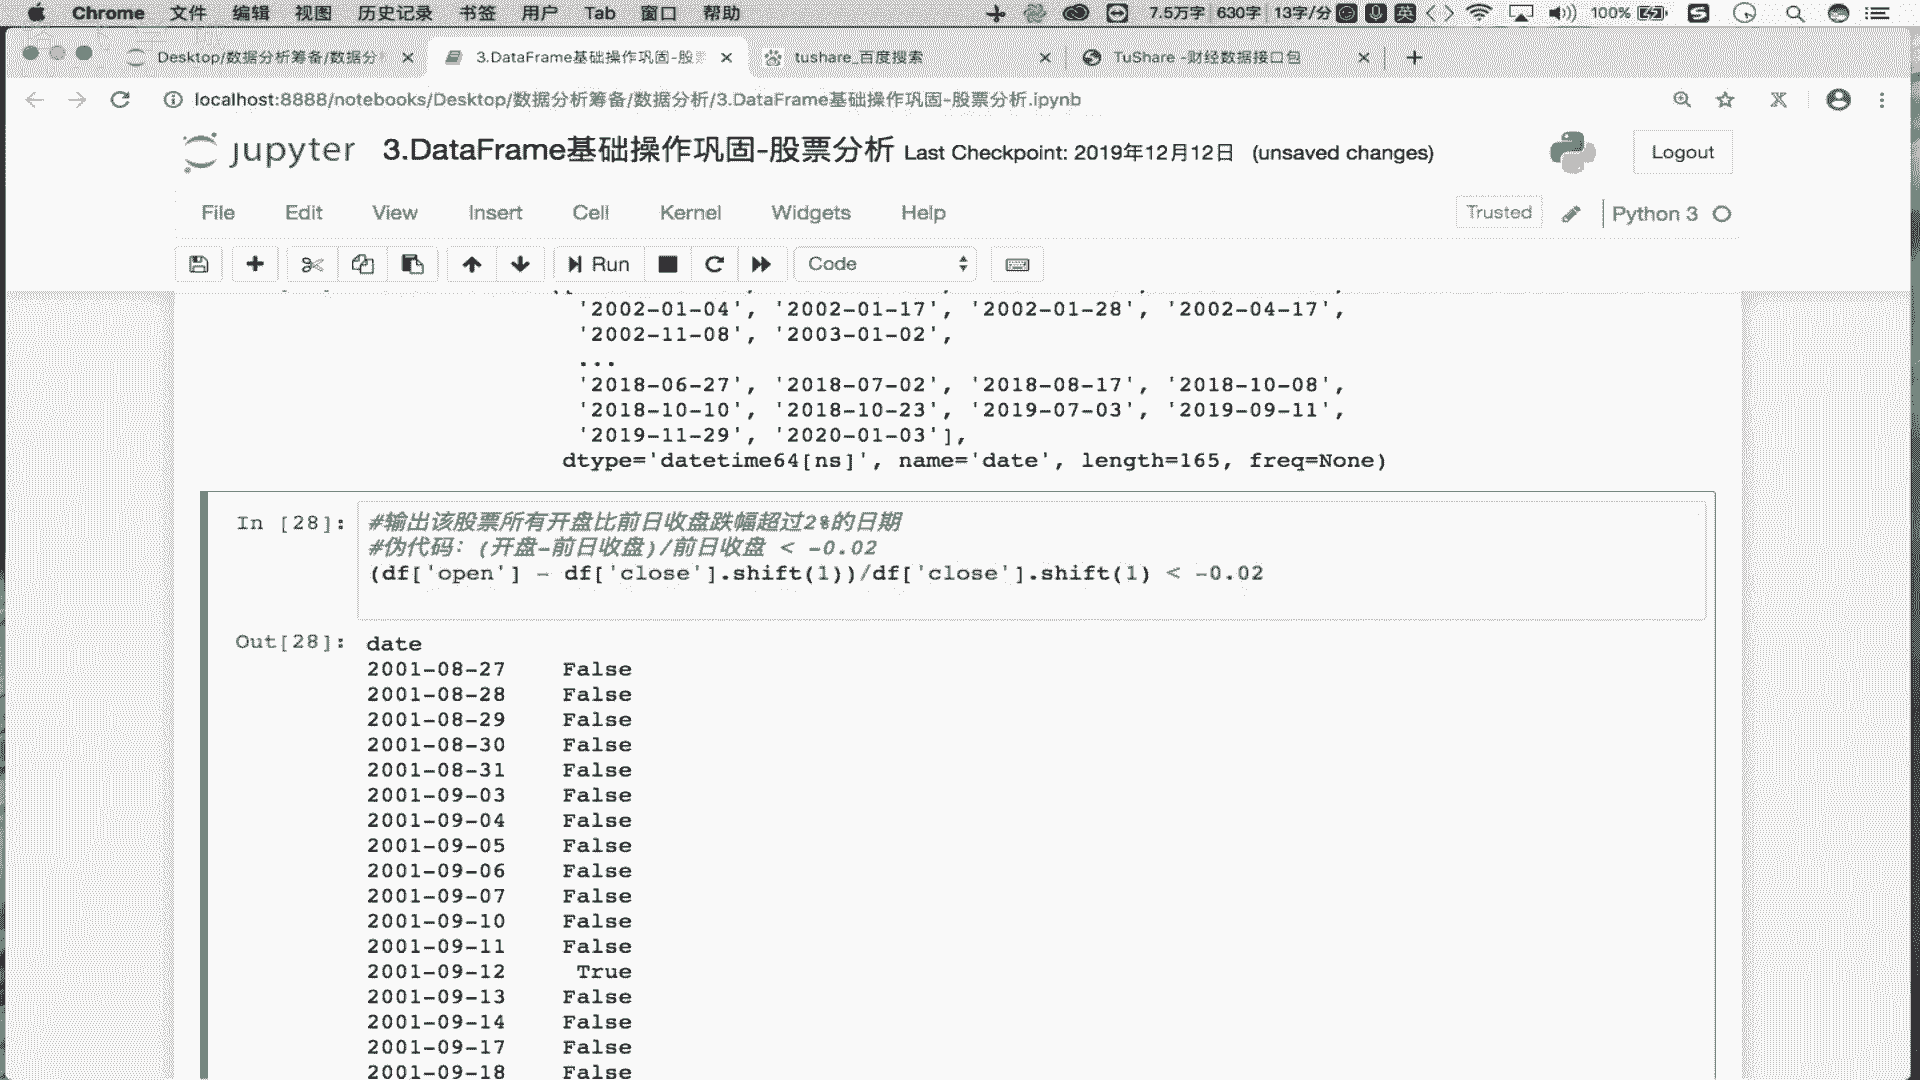 Chrome 文件 编辑 视图 历史记录 书签 用户 Tab 窗口 帮助 7.5万字 630字 13字/分 英 100%
Desktop/数据分析筹备/数据分 3.DataFrame基础操作巩固-股 tushare_百度搜索 TuShare -财经数据接口包
localhost:8888/notebooks/Desktop/数据分析筹备/数据分析/3.DataFrame基础操作巩固-股票分析.ipynb
jupyter 3.DataFrame基础操作巩固-股票分析 Last Checkpoint: 2019年12月12日 (unsaved changes) Logout
File Edit View Insert Cell Kernel Widgets Help Trusted Python 3
Run Code
'2002-01-04', '2002-01-17', '2002-01-28', '2002-04-17',
'2002-11-08', '2003-01-02',
...
'2018-06-27', '2018-07-02', '2018-08-17', '2018-10-08',
'2018-10-10', '2018-10-23', '2019-07-03', '2019-09-11',
'2019-11-29', '2020-01-03'],
dtype='datetime64[ns]', name='date', length=165, freq=None)
In [28]: #输出该股票所有开盘比前日收盘跌幅超过2%的日期
#伪代码：(开盘-前日收盘)/前日收盘 < -0.02
(df['open'] - df['close'].shift(1))/df['close'].shift(1) < -0.02
Out[28]: date
2001-08-27 False
2001-08-28 False
2001-08-29 False
2001-08-30 False
2001-08-31 False
2001-09-03 False
2001-09-04 False
2001-09-05 False
2001-09-06 False
2001-09-07 False
2001-09-10 False
2001-09-11 False
2001-09-12 True
2001-09-13 False
2001-09-14 False
2001-09-17 False
2001-09-18 False